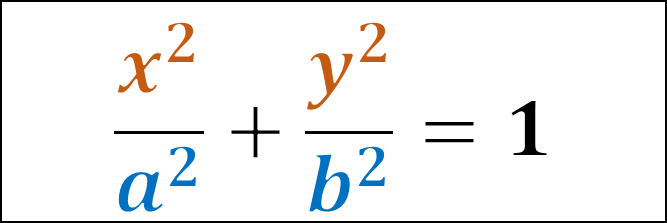 x² / a² + y² / b² = 1